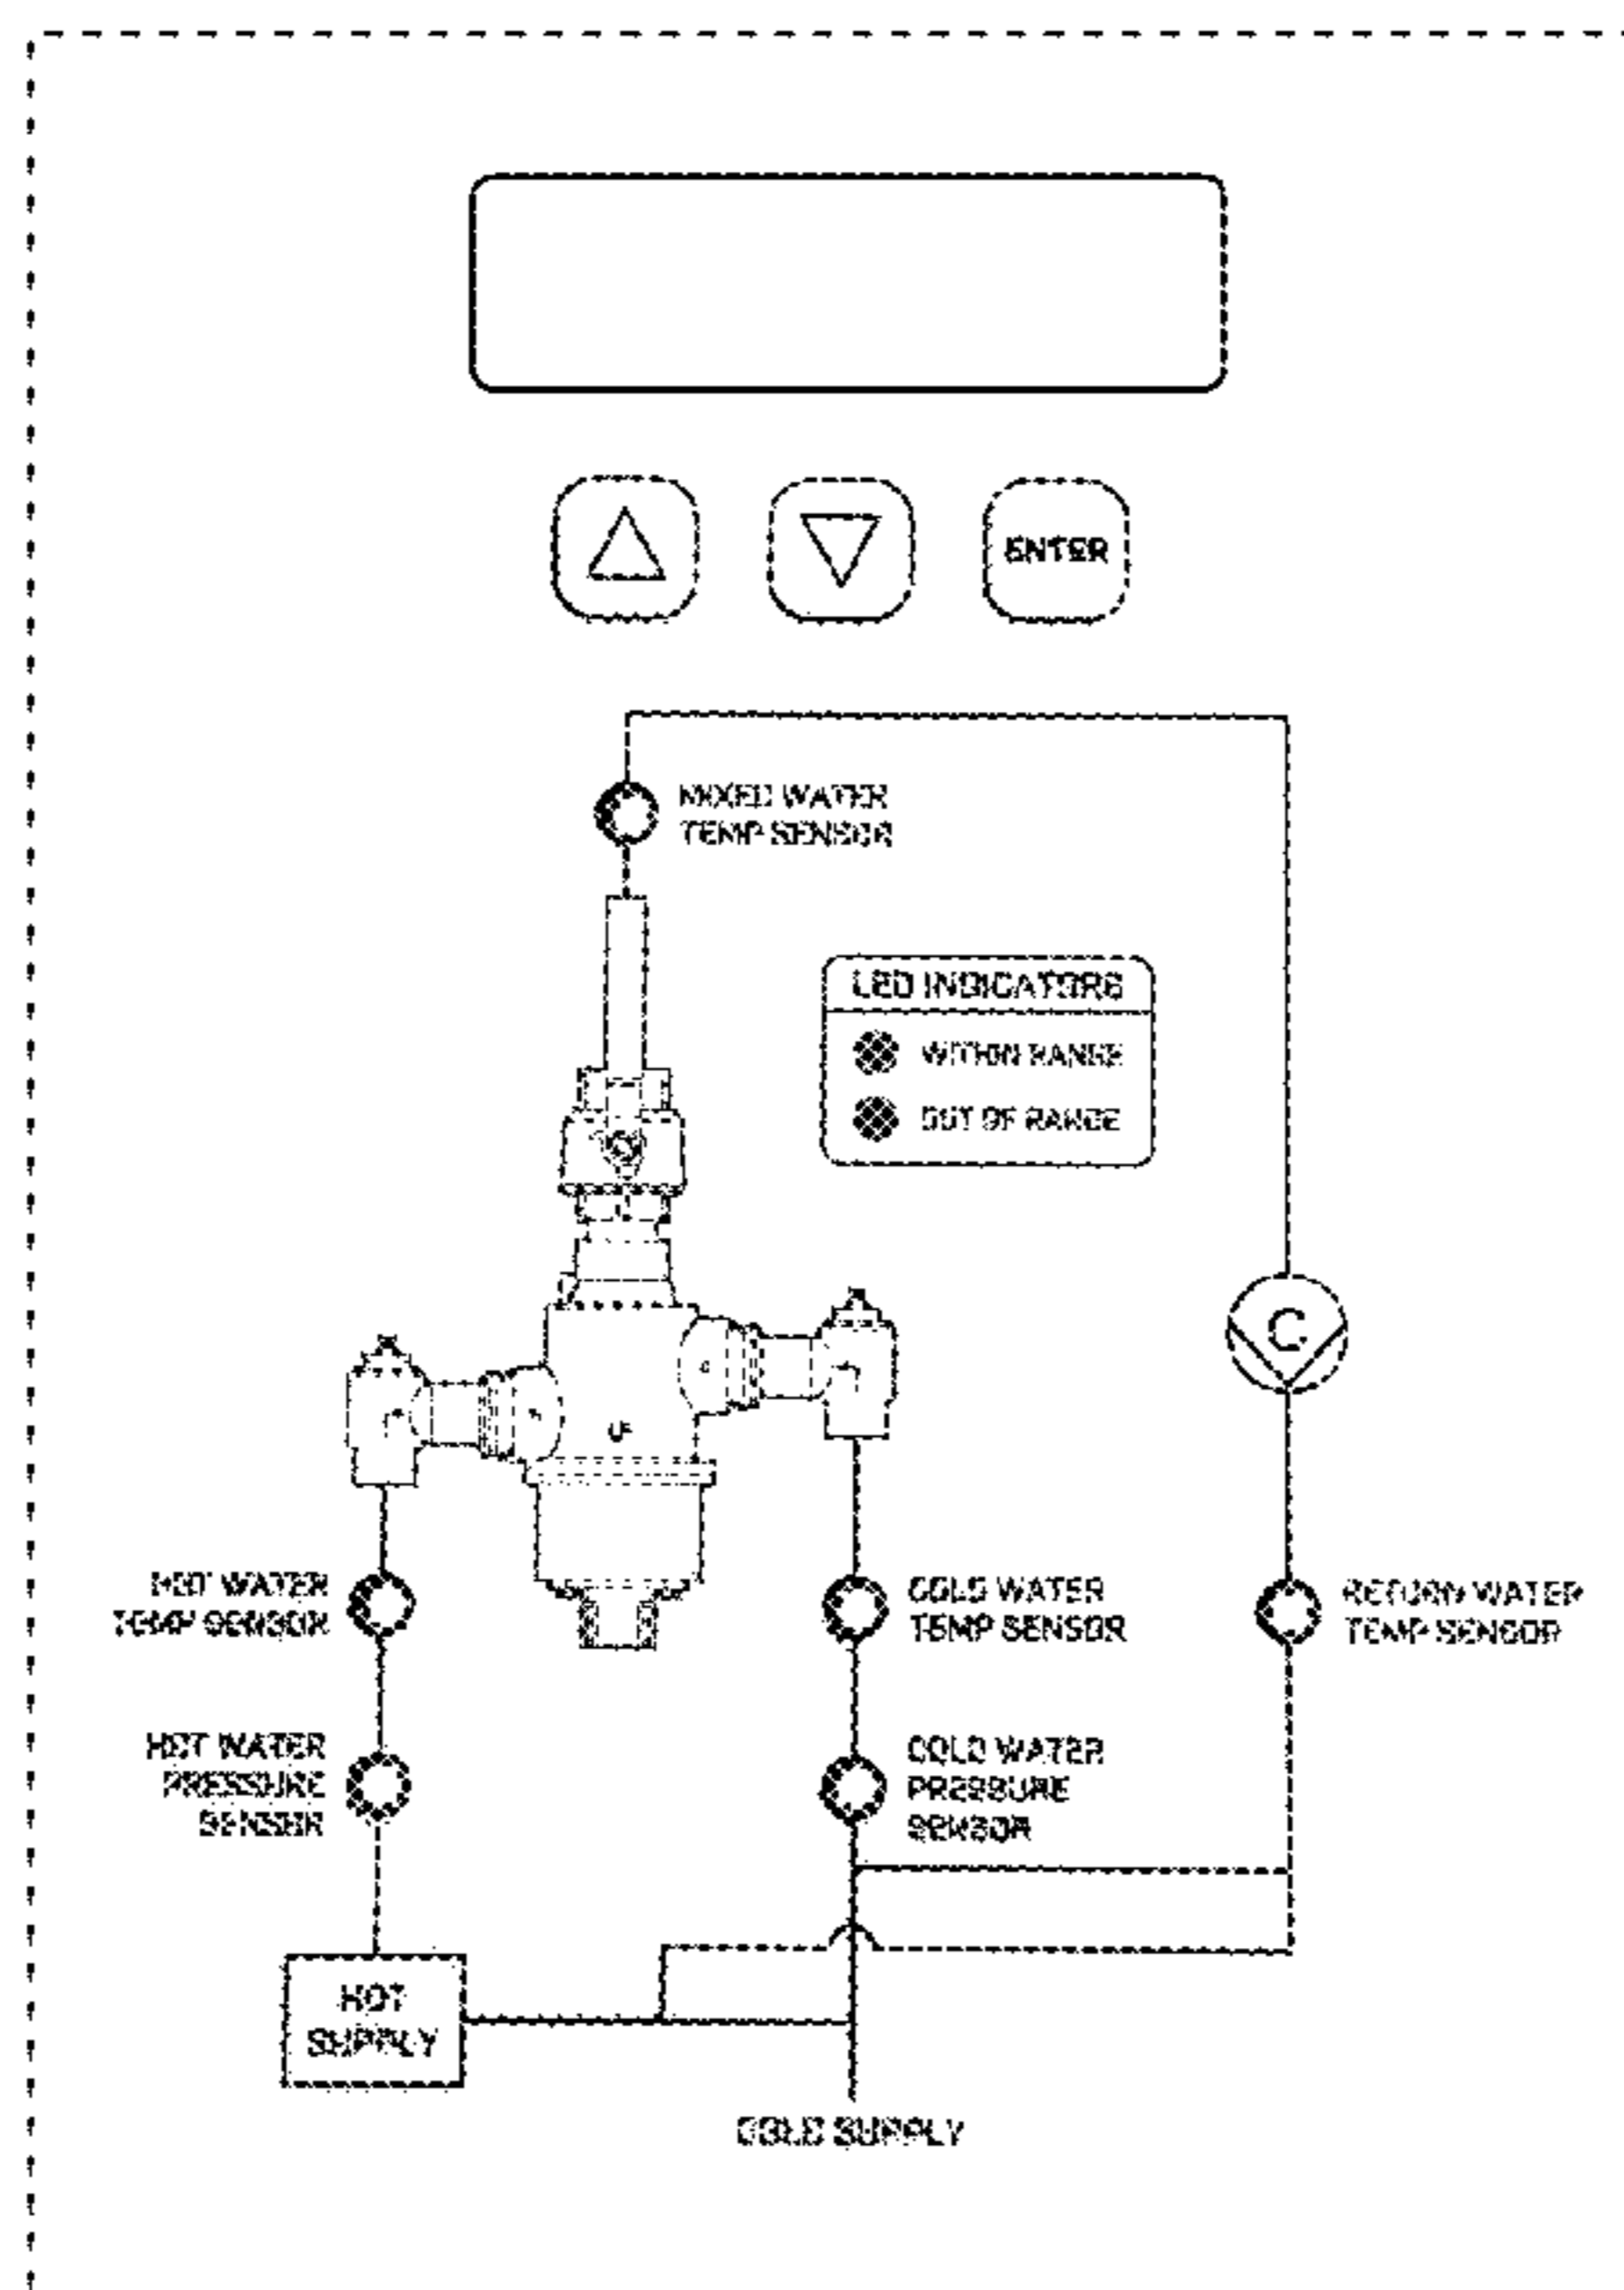 ENTER
MIXED WATER
TEMP SENSOR
LED INDICATORS
WITHIN RANGE
OUT OF RANGE
C
HOT WATER
TEMP SENSOR
COLD WATER
TEMP SENSOR
RETURN WATER
TEMP SENSOR
HOT WATER
PRESSURE
SENSOR
COLD WATER
PRESSURE
SENSOR
HOT
SUPPLY
COLD SUPPLY